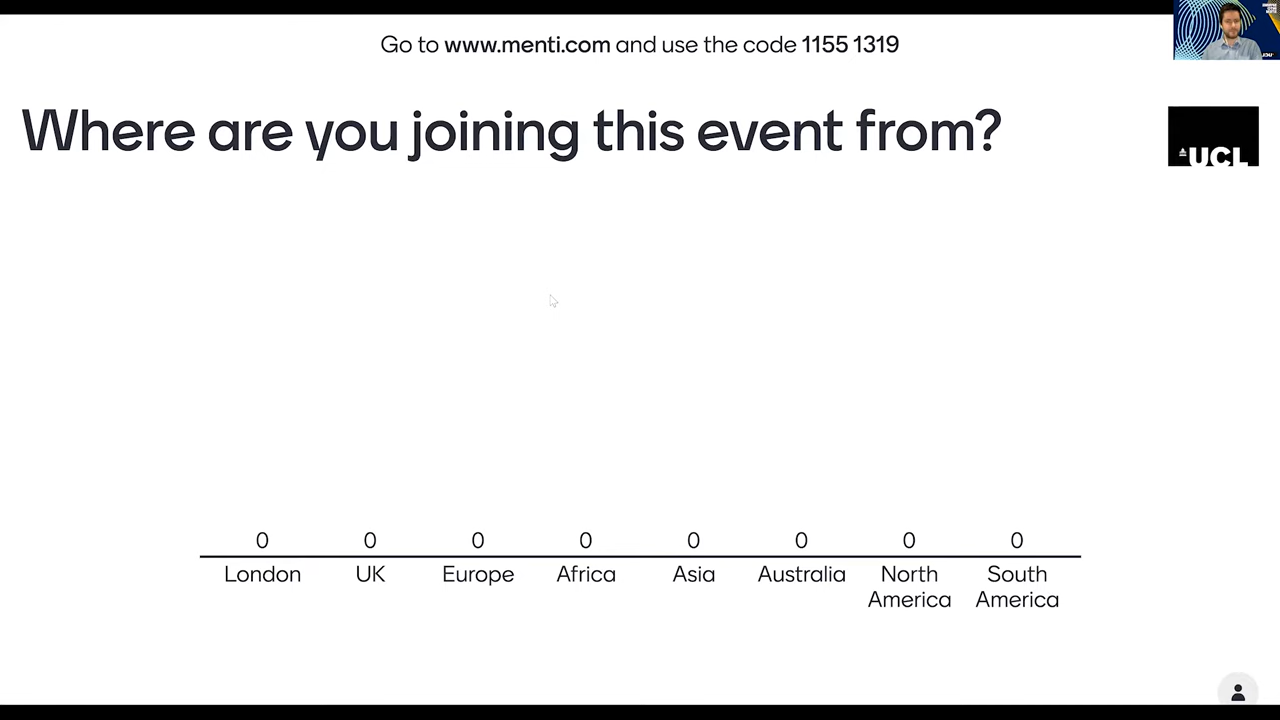 Go to www.menti.com and use the code 1155 1319
Where are you joining this event from?
UCL
0 0 0 0 0 0 0 0
London UK Europe Africa Asia Australia North America South America